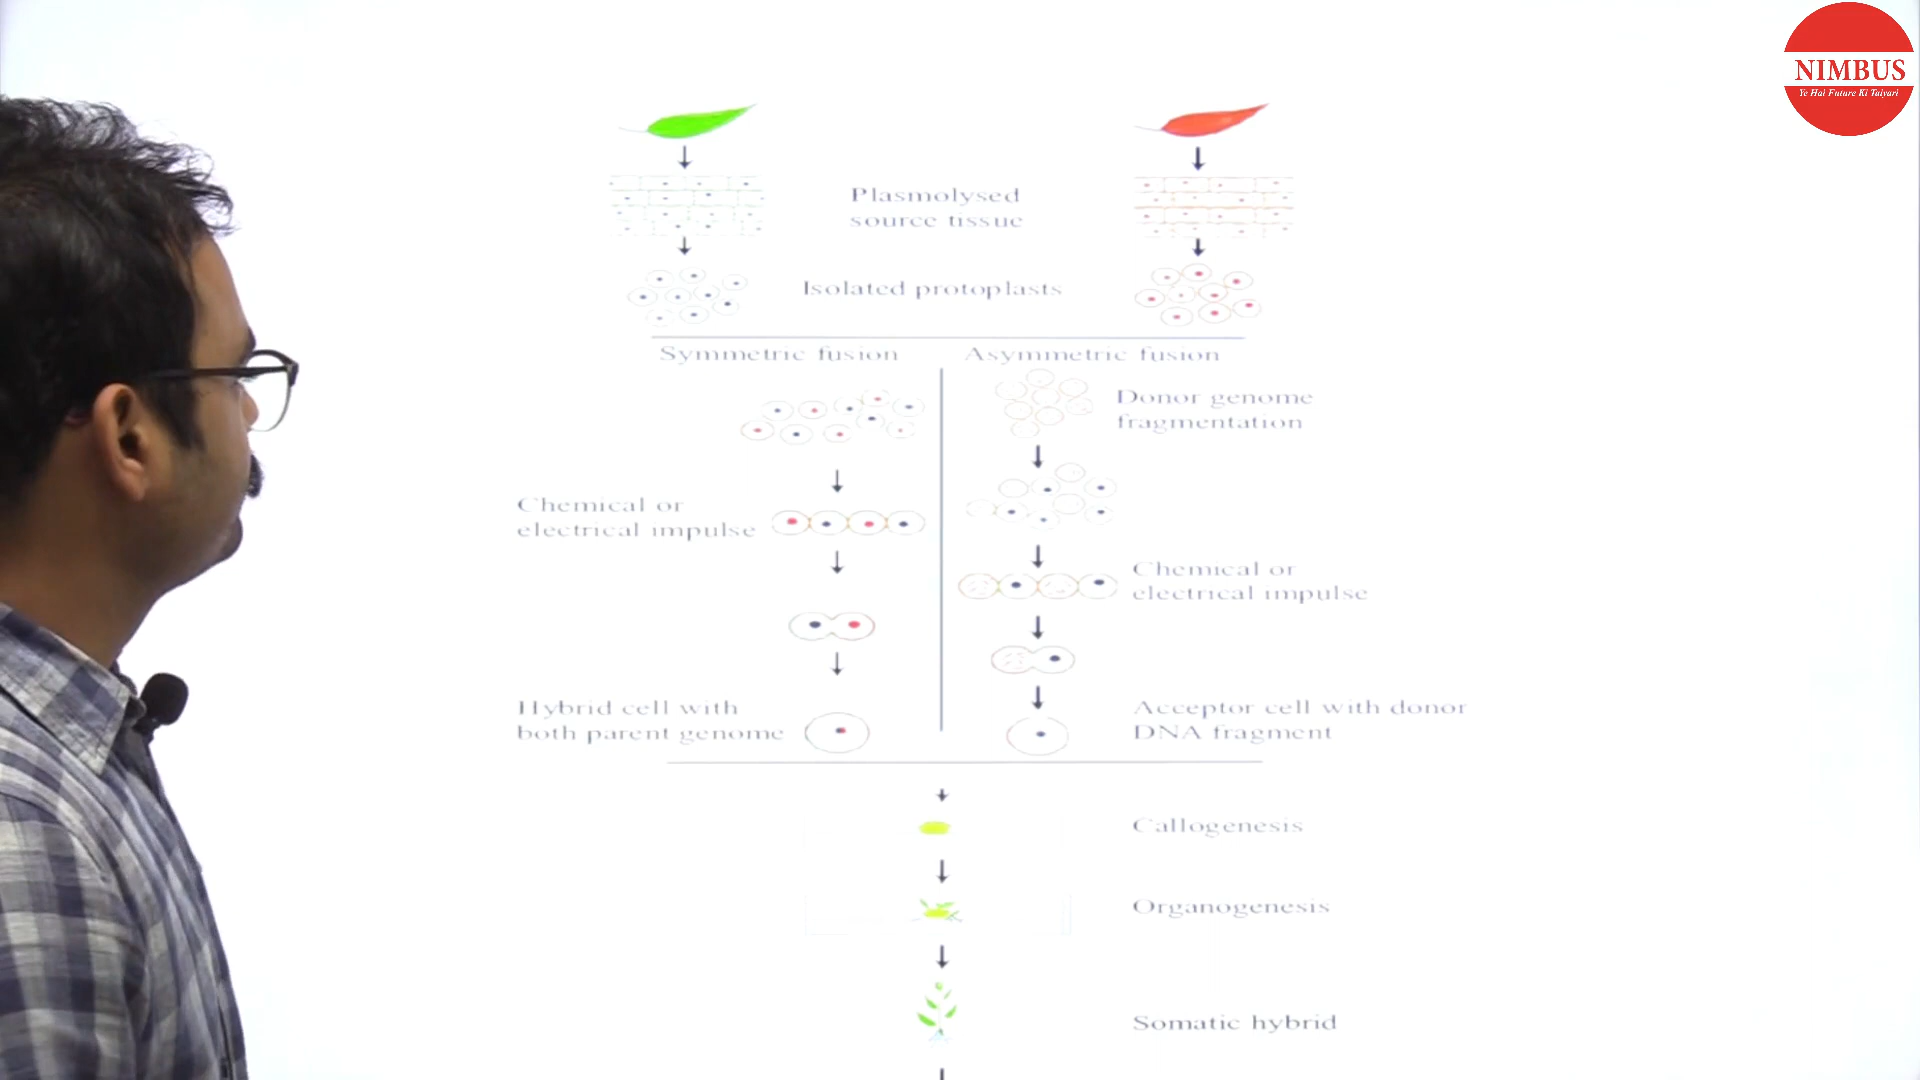 NIMBUS
Ye Hai Future Ki Taiyari
Plasmolysed
source tissue
Isolated protoplasts
Symmetric fusion
Asymmetric fusion
Donor genome
fragmentation
Chemical or
electrical impulse
Chemical or
electrical impulse
Hybrid cell with
both parent genome
Acceptor cell with donor
DNA fragment
Callogenesis
Organogenesis
Somatic hybrid